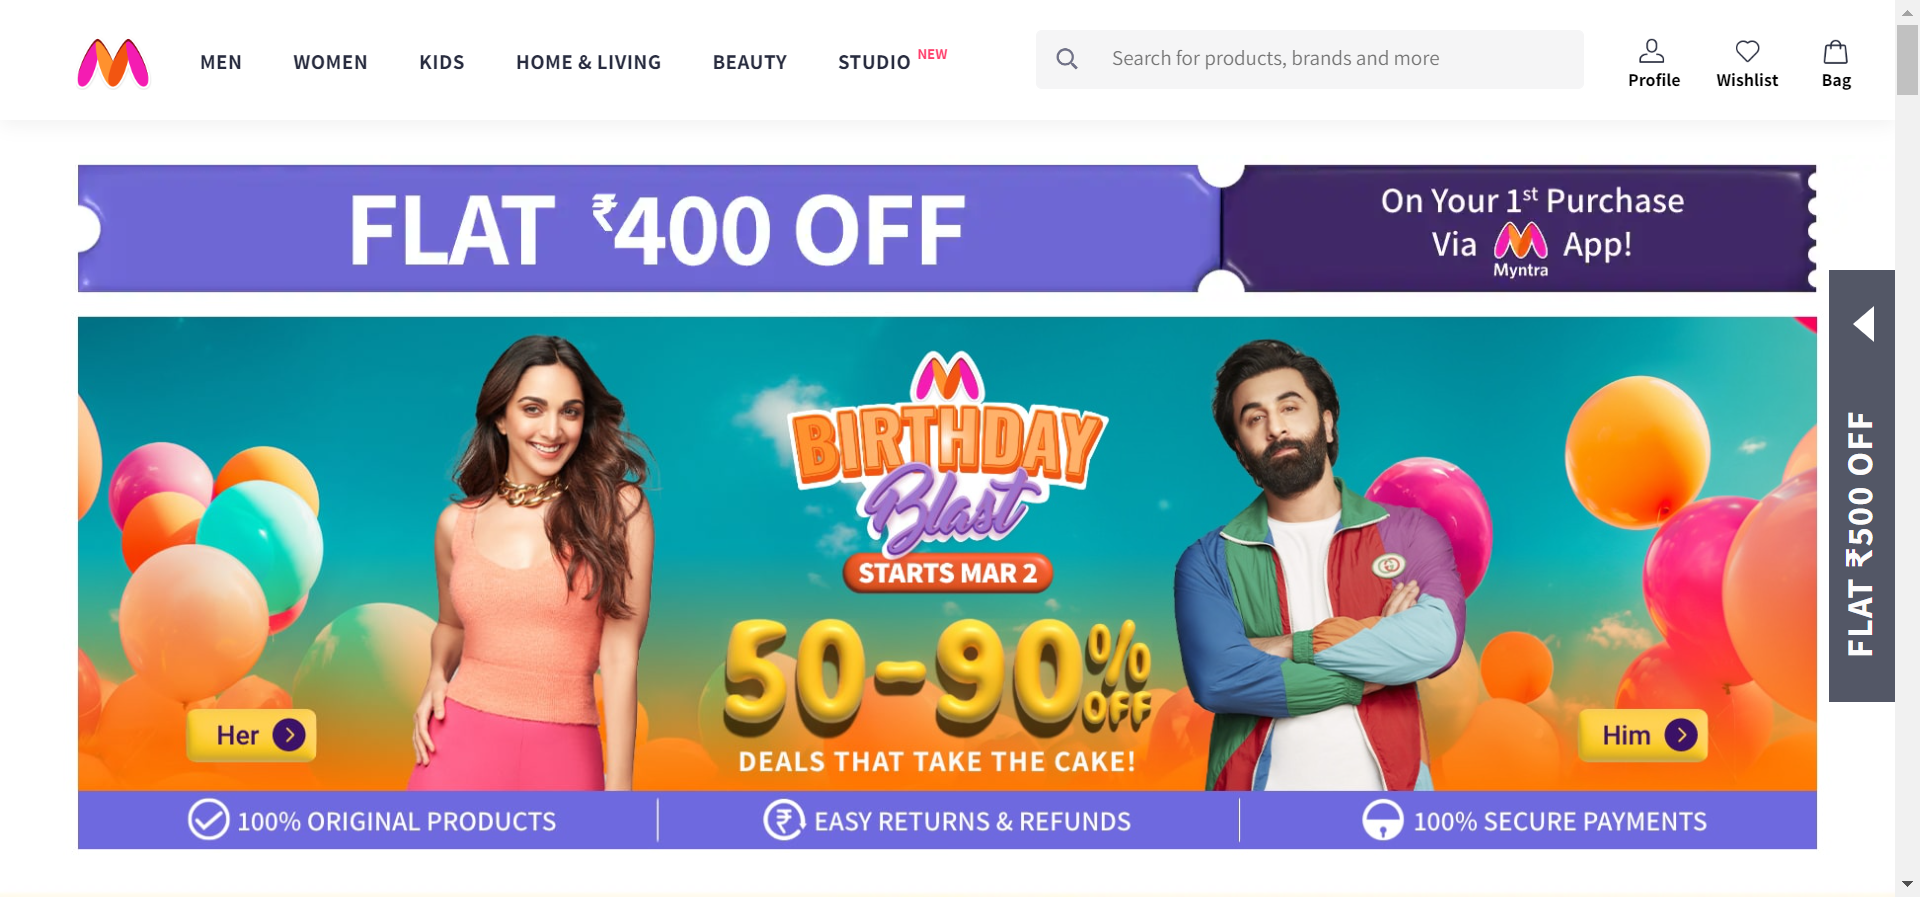 MEN
WOMEN
KIDS
HOME & LIVING
BEAUTY
STUDIO NEW
Search for products, brands and more
Profile
Wishlist
Bag
FLAT ₹400 OFF
On Your 1st Purchase
Via Myntra App!
FLAT ₹500 OFF
BIRTHDAY
Blast
STARTS MAR 2
50-90% OFF
DEALS THAT TAKE THE CAKE!
Her
Him
100% ORIGINAL PRODUCTS
EASY RETURNS & REFUNDS
100% SECURE PAYMENTS